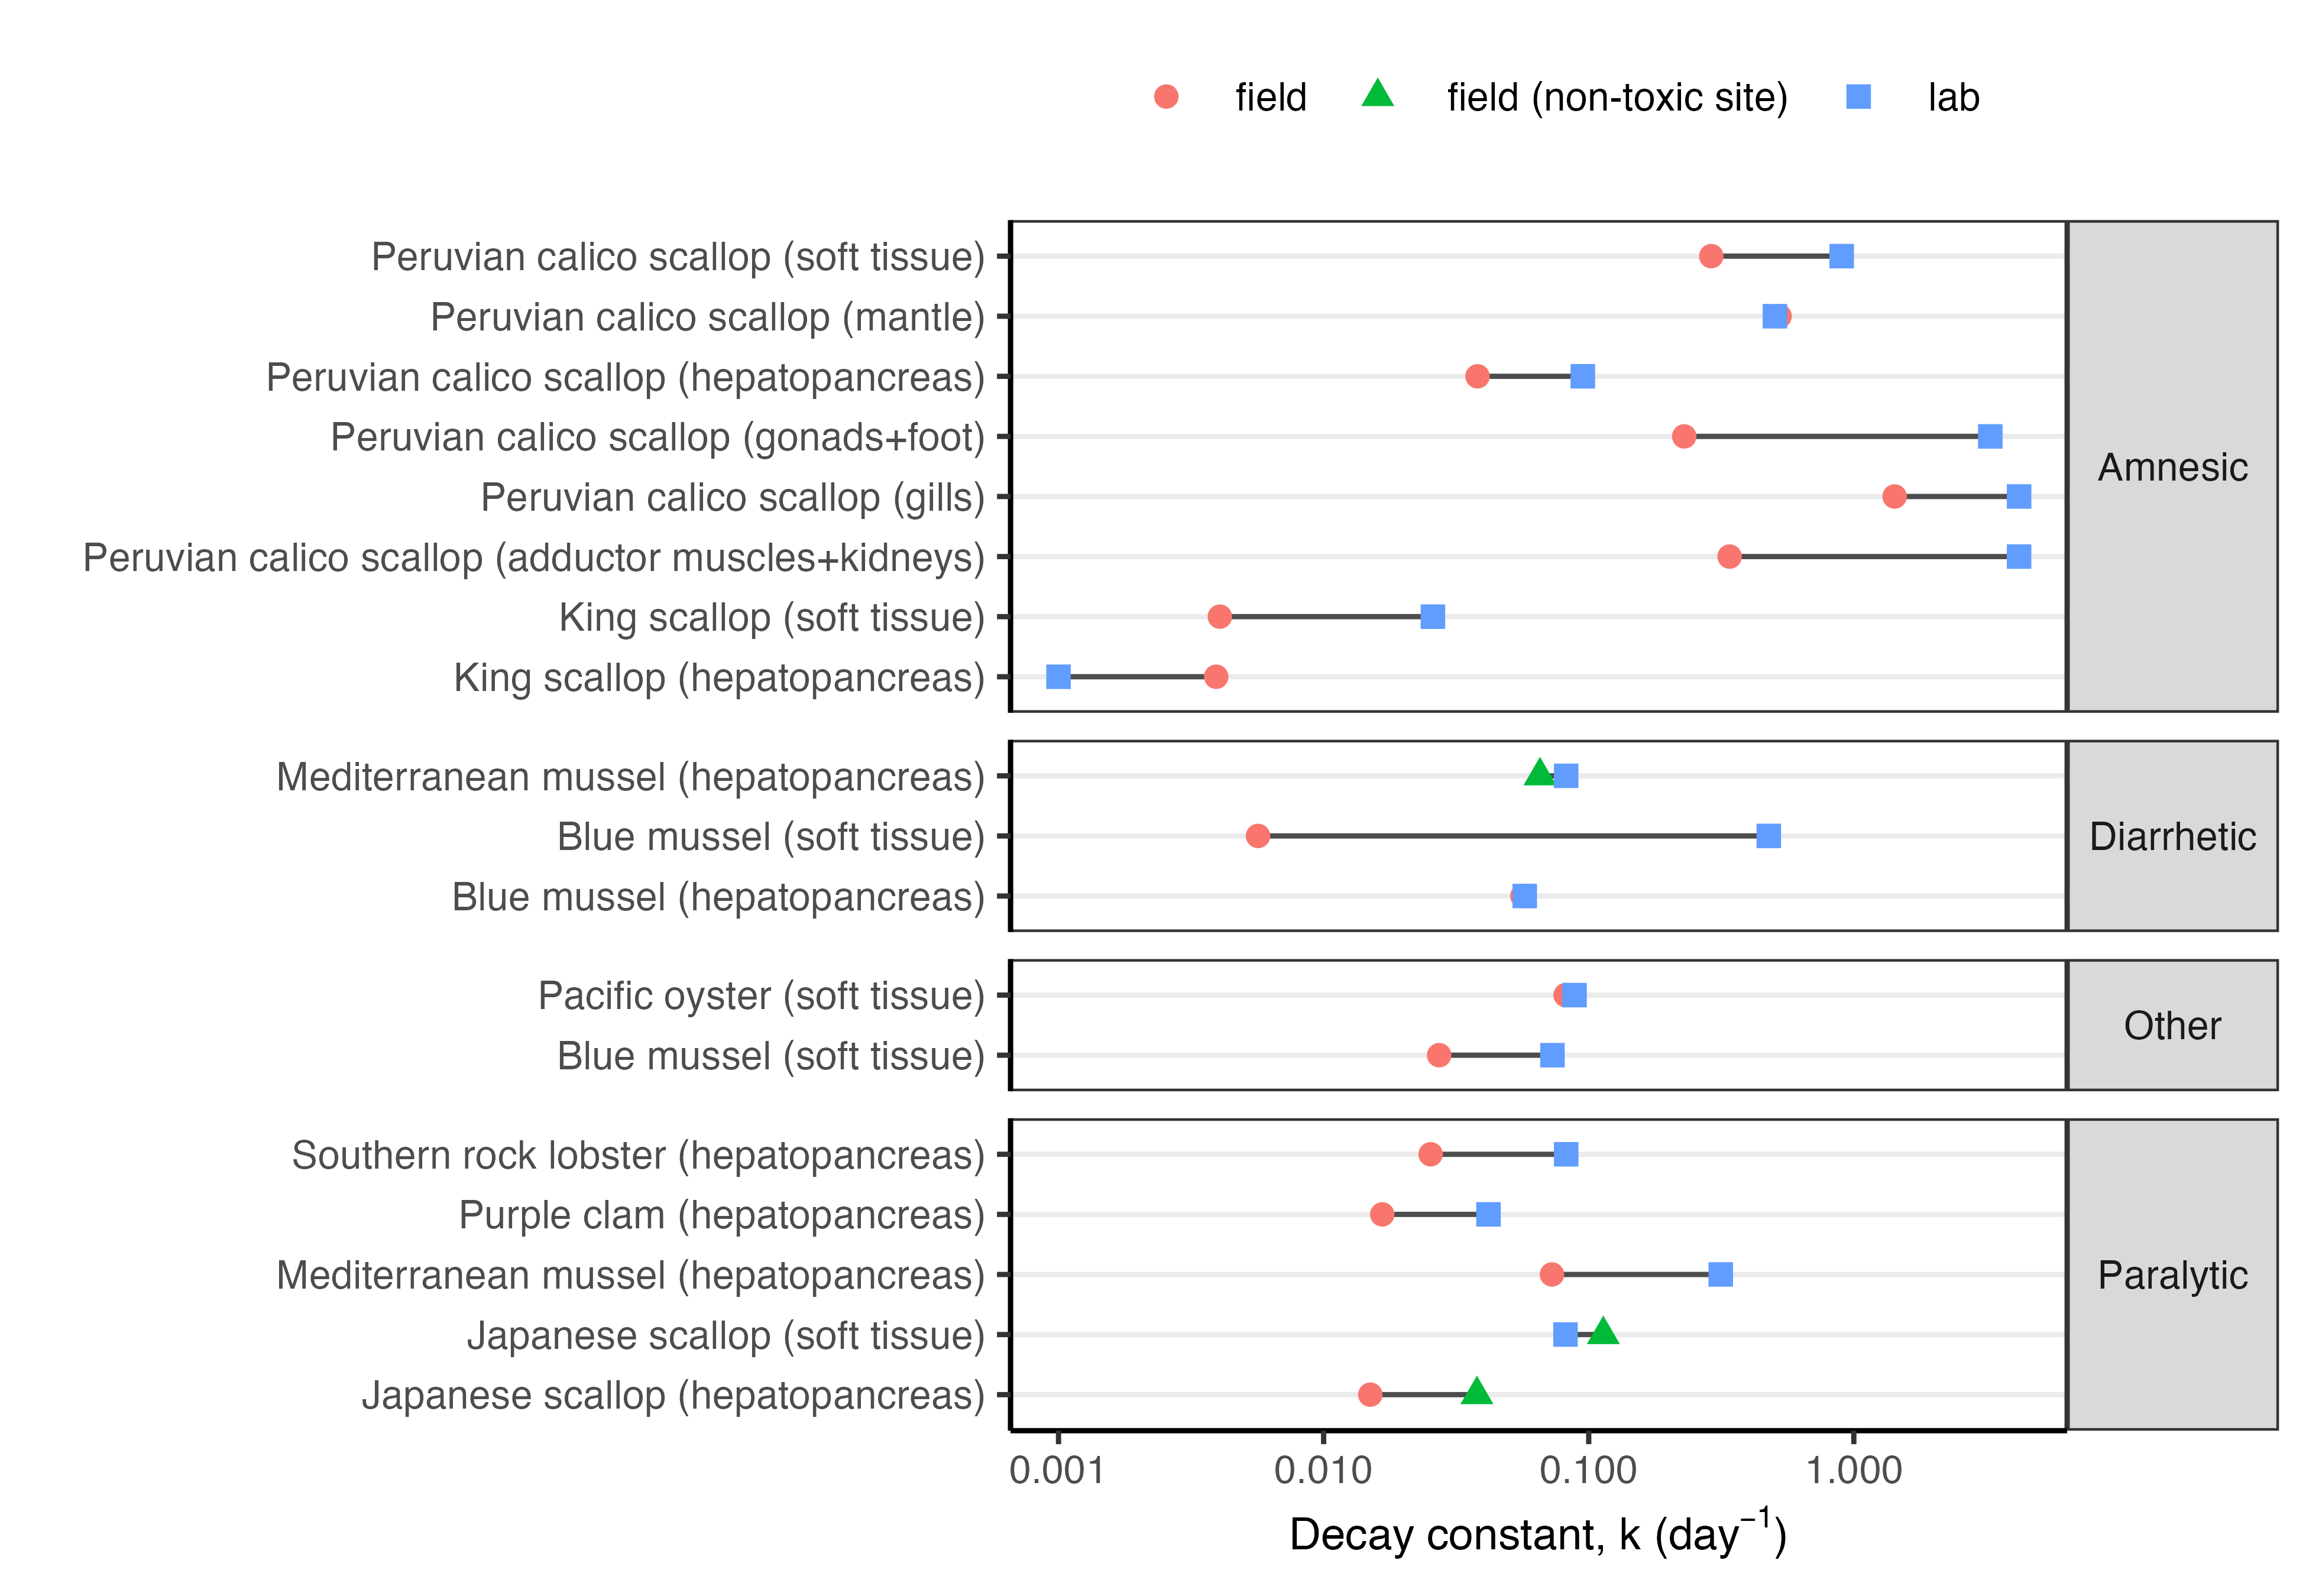 field field (non-toxic site) lab
Peruvian calico scallop (soft tissue)
Peruvian calico scallop (mantle)
Peruvian calico scallop (hepatopancreas)
Peruvian calico scallop (gonads+foot)
Peruvian calico scallop (gills)
Peruvian calico scallop (adductor muscles+kidneys)
King scallop (soft tissue)
King scallop (hepatopancreas)
Amnesic
Mediterranean mussel (hepatopancreas)
Blue mussel (soft tissue)
Blue mussel (hepatopancreas)
Diarrhetic
Pacific oyster (soft tissue)
Blue mussel (soft tissue)
Other
Southern rock lobster (hepatopancreas)
Purple clam (hepatopancreas)
Mediterranean mussel (hepatopancreas)
Japanese scallop (soft tissue)
Japanese scallop (hepatopancreas)
Paralytic
0.001 0.010 0.100 1.000
Decay constant, k (day⁻¹)